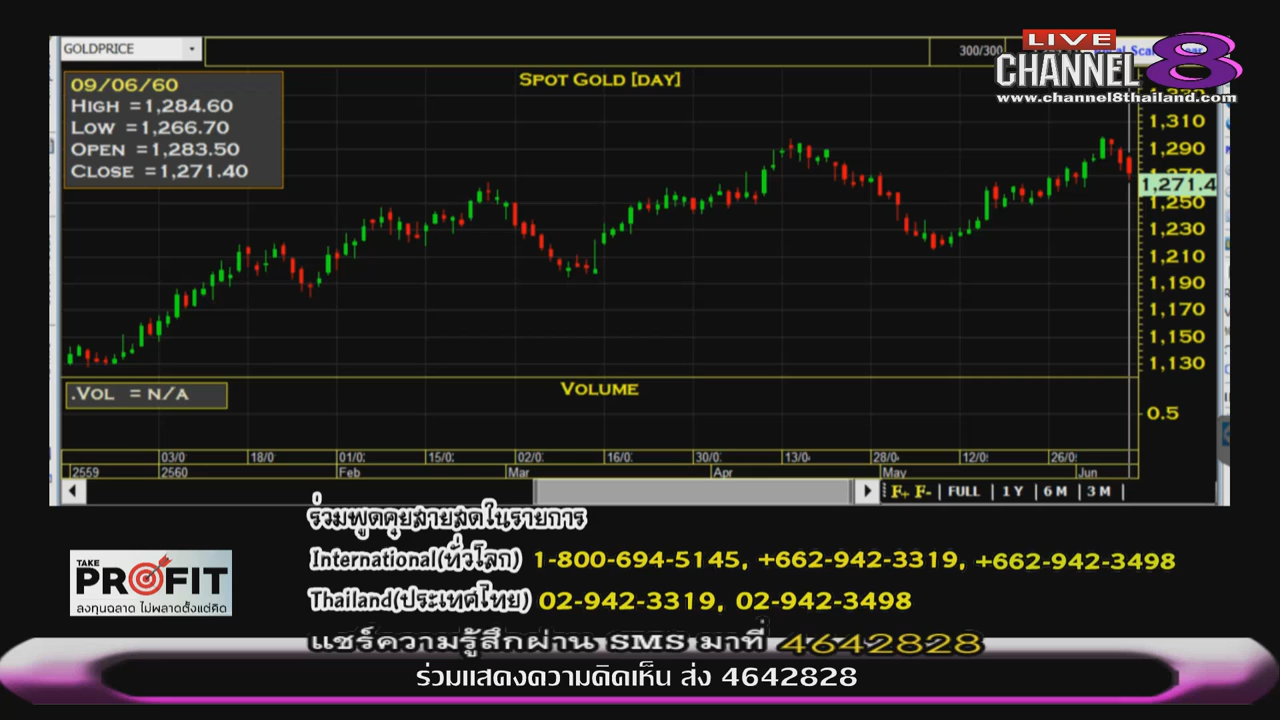 GOLDPRICE
300/300
LIVE
CHANNEL 8
www.channel8thailand.com
SPOT GOLD [DAY]
09/06/60
HIGH =1,284.60
LOW =1,266.70
OPEN =1,283.50
CLOSE =1,271.40
1,310
1,290
1,271.4
1,250
1,230
1,210
1,190
1,170
1,150
1,130
.VOL = N/A
VOLUME
0.5
03/0 18/0 01/0 15/0 02/0 16/0 30/0 13/0 28/0 12/0 26/0
2559 2560 Feb Mar Apr May Jun
F+ F- FULL 1 Y 6 M 3 M
ร่วมพูดคุยสายสดในรายการ
International(ทั่วโลก) 1-800-694-5145, +662-942-3319, +662-942-3498
Thailand(ประเทศไทย) 02-942-3319, 02-942-3498
TAKE
PROFIT
ลงทุนฉลาด ไม่พลาดตั้งแต่คิด
แชร์ความรู้สึกผ่าน SMS มาที่ 4642828
ร่วมแสดงความคิดเห็น ส่ง 4642828